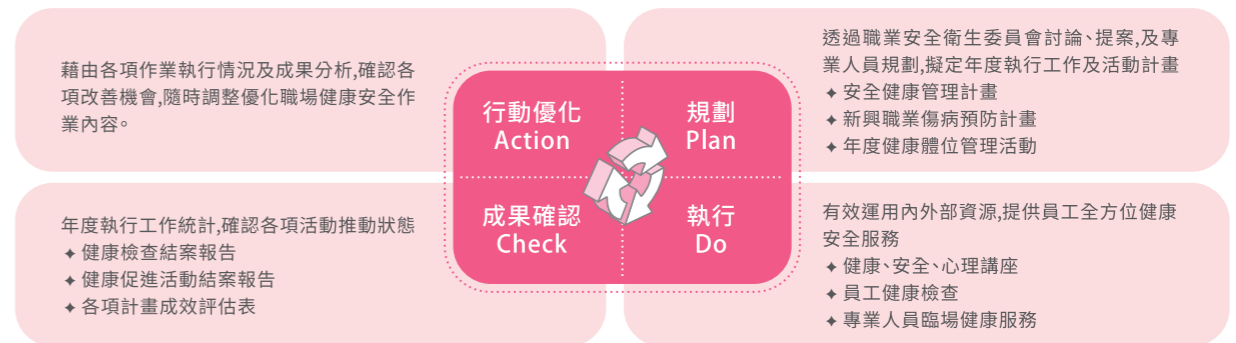 藉由各項作業執行情況及成果分析,確認各
項改善機會,隨時調整優化職場健康安全作
業內容。
行動優化
Action
規劃
Plan
透過職業安全衛生委員會討論、提案,及專
業人員規劃,擬定年度執行工作及活動計畫
✦ 安全健康管理計畫
✦ 新興職業傷病預防計畫
✦ 年度健康體位管理活動
年度執行工作統計,確認各項活動推動狀態
✦ 健康檢查結案報告
✦ 健康促進活動結案報告
✦ 各項計畫成效評估表
成果確認
Check
執行
Do
有效運用內外部資源,提供員工全方位健康
安全服務
✦ 健康、安全、心理講座
✦ 員工健康檢查
✦ 專業人員臨場健康服務